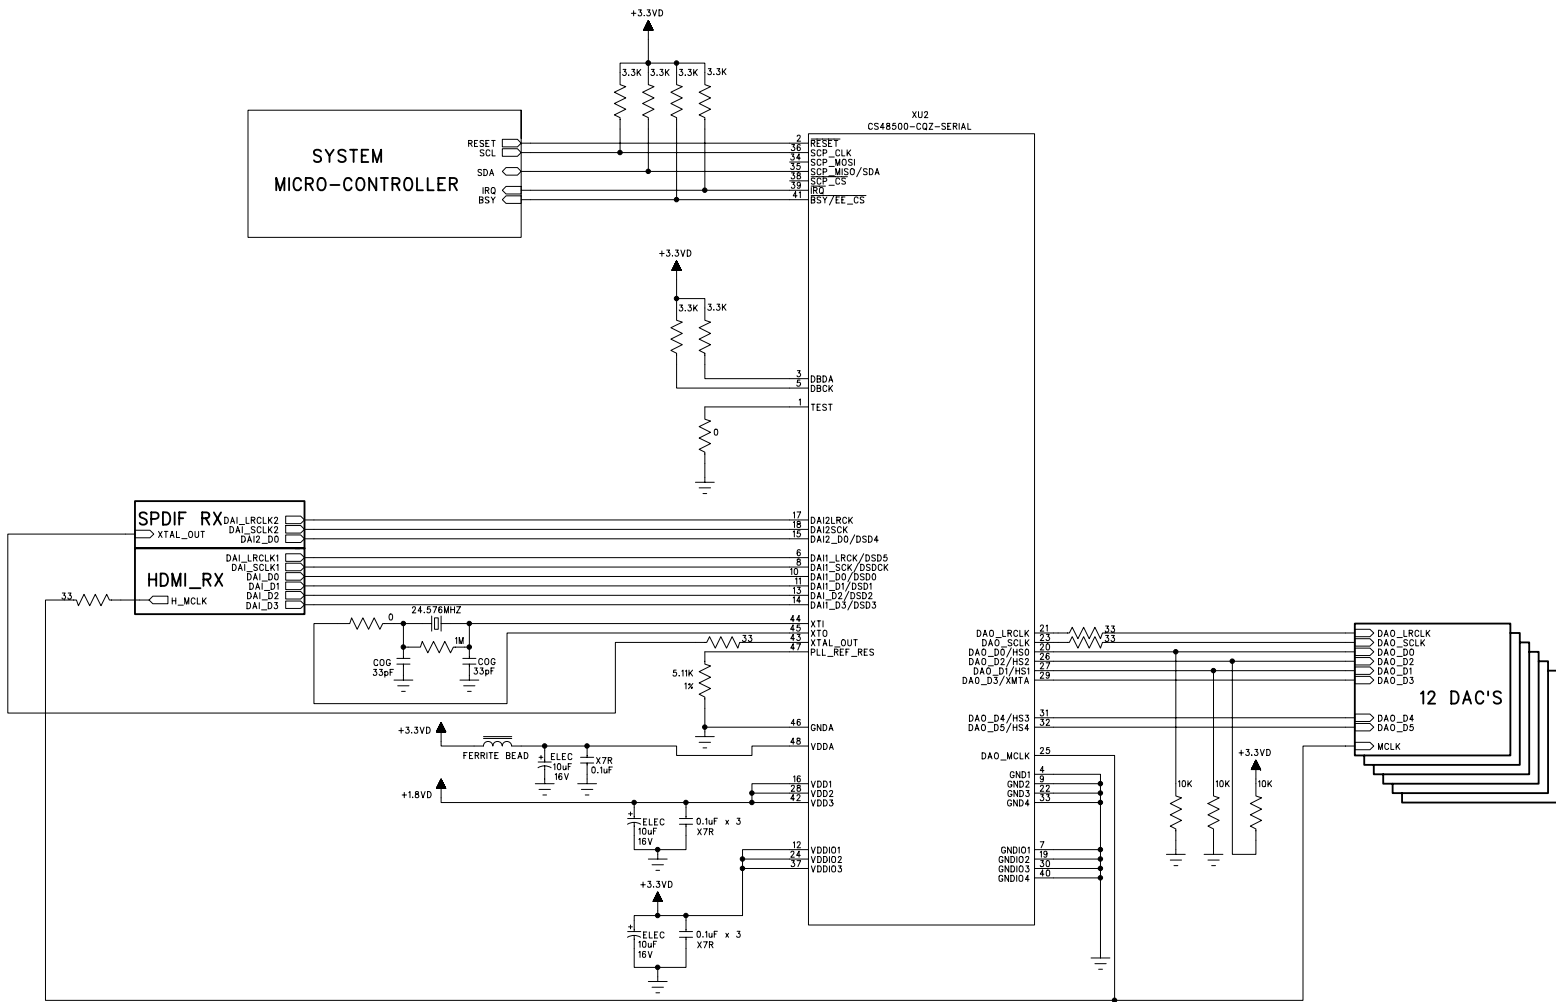 +3.3VD
3.3K 3.3K 3.3K 3.3K
XU2
CS48500-CQZ-SERIAL
SYSTEM
MICRO-CONTROLLER
RESET
SCL
SDA
IRQ
BSY
2 RESET
36 SCP_CLK
34 SCP_MOSI
35 SCP_MISO/SDA
38 SCP_CS
39 IRQ
41 BSY/EE_CS
+3.3VD
3.3K 3.3K
3 DBDA
5 DBCK
1 TEST
0
SPDIF RX
DAI_LRCLK2
DAI_SCLK2
DAI2_D0
XTAL_OUT
17 DAI2LRCK
18 DAI2SCK
15 DAI2_D0/DSD4
HDMI_RX
DAI_LRCLK1
DAI_SCLK1
DAI_D0
DAI_D1
DAI_D2
DAI_D3
H_MCLK
33
6 DAI1_LRCK/DSD5
8 DAI1_SCK/DSDCK
10 DAI1_D0/DSD0
11 DAI1_D1/DSD1
13 DAI_D2/DSD2
14 DAI1_D3/DSD3
0
24.576MHZ
1M
COG
33pF
COG
33pF
44 XTI
45 XTO
43 XTAL_OUT
47 PLL_REF_RES
33
5.11K
1%
46 GNDA
48 VDDA
+3.3VD
FERRITE BEAD
ELEC
10uF
16V
X7R
0.1uF
+1.8VD
16 VDD1
28 VDD2
42 VDD3
+ ELEC
10uF
16V
0.1uF x 3
X7R
12 VDDIO1
24 VDDIO2
37 VDDIO3
+3.3VD
+ ELEC
10uF
16V
0.1uF x 3
X7R
DAO_LRCLK 21
DAO_SCLK 23
DAO_D0/HS0 20
DAO_D2/HS2 26
DAO_D1/HS1 27
DAO_D3/XMTA 29
DAO_D4/HS3 31
DAO_D5/HS4 32
DAO_MCLK 25
GND1 4
GND2 9
GND3 22
GND4 33
GNDIO1 7
GNDIO2 19
GNDIO3 30
GNDIO4 40
33
33
DAO_LRCLK
DAO_SCLK
DAO_D0
DAO_D2
DAO_D1
DAO_D3
12 DAC'S
DAO_D4
DAO_D5
MCLK
+3.3VD
10K 10K 10K